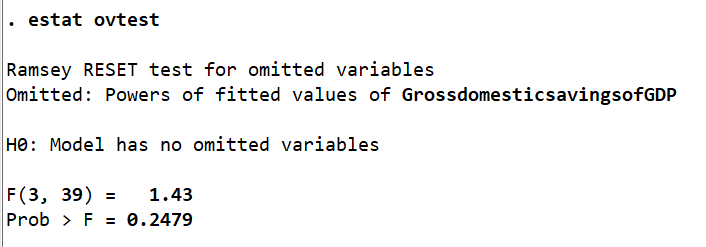 . estat ovtest
Ramsey RESET test for omitted variables
Omitted: Powers of fitted values of GrossdomesticsavingsofGDP
H0: Model has no omitted variables
F(3, 39) =   1.43
Prob > F = 0.2479